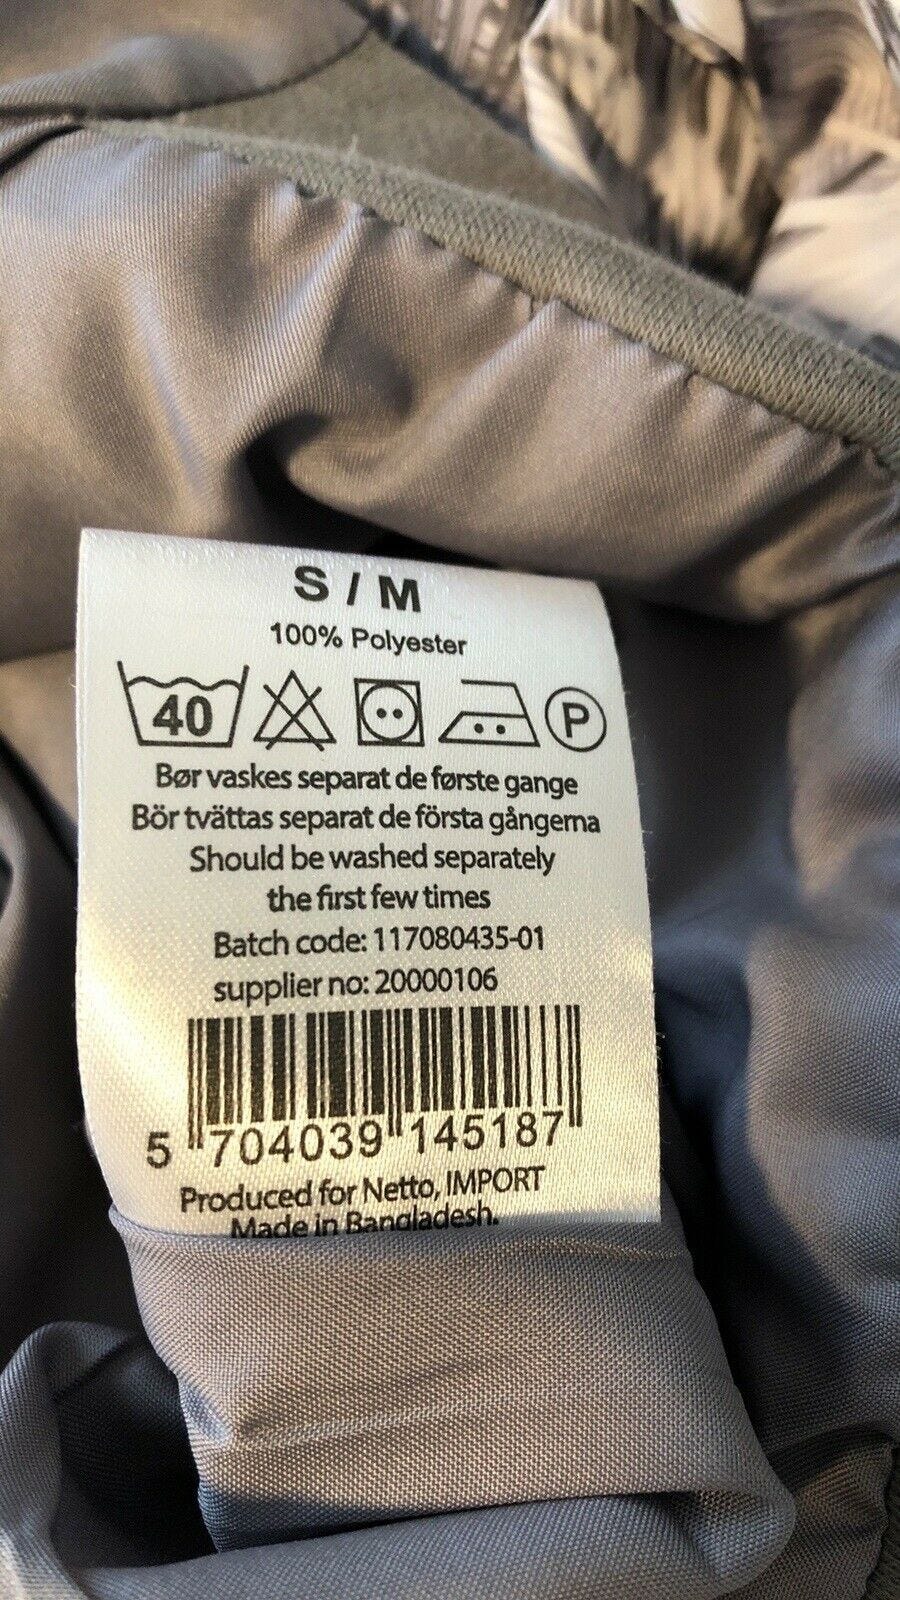 S / M
100% Polyester
40 P
Bør vaskes separat de første gange
Bör tvättas separat de första gångerna
Should be washed separately
the first few times
Batch code: 117080435-01
supplier no: 20000106
5 704039 145187
Produced for Netto, IMPORT
Made in Bangladesh.